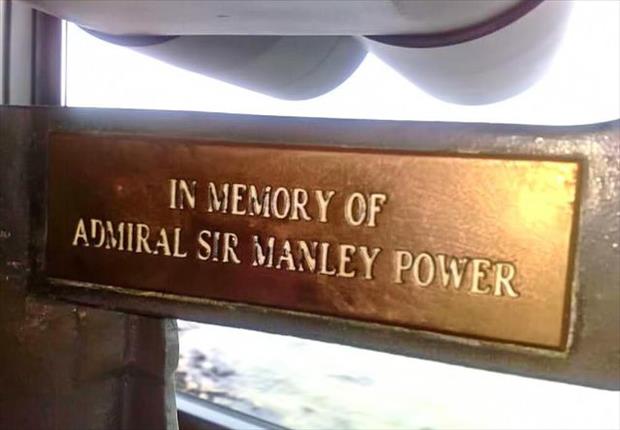 IN MEMORY OF
ADMIRAL SIR MANLEY POWER